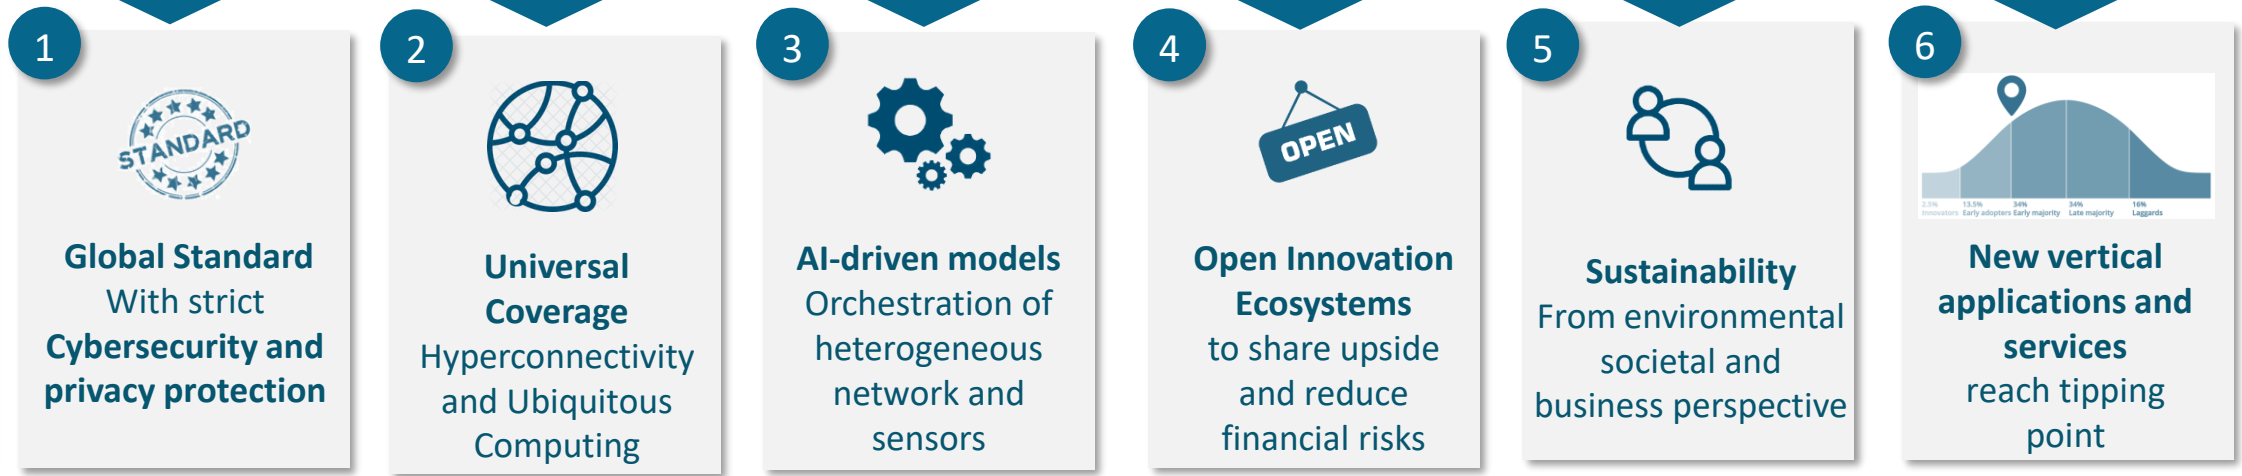 1
STANDARD
Global Standard
With strict
Cybersecurity and
privacy protection
2
Universal
Coverage
Hyperconnectivity
and Ubiquitous
Computing
3
AI-driven models
Orchestration of
heterogeneous
network and
sensors
4
OPEN
Open Innovation
Ecosystems
to share upside
and reduce
financial risks
5
Sustainability
From environmental
societal and
business perspective
6
2.5% 13.5% 34% 34% 16%
Innovators Early adopters Early majority Late majority Laggards
New vertical
applications and
services
reach tipping
point